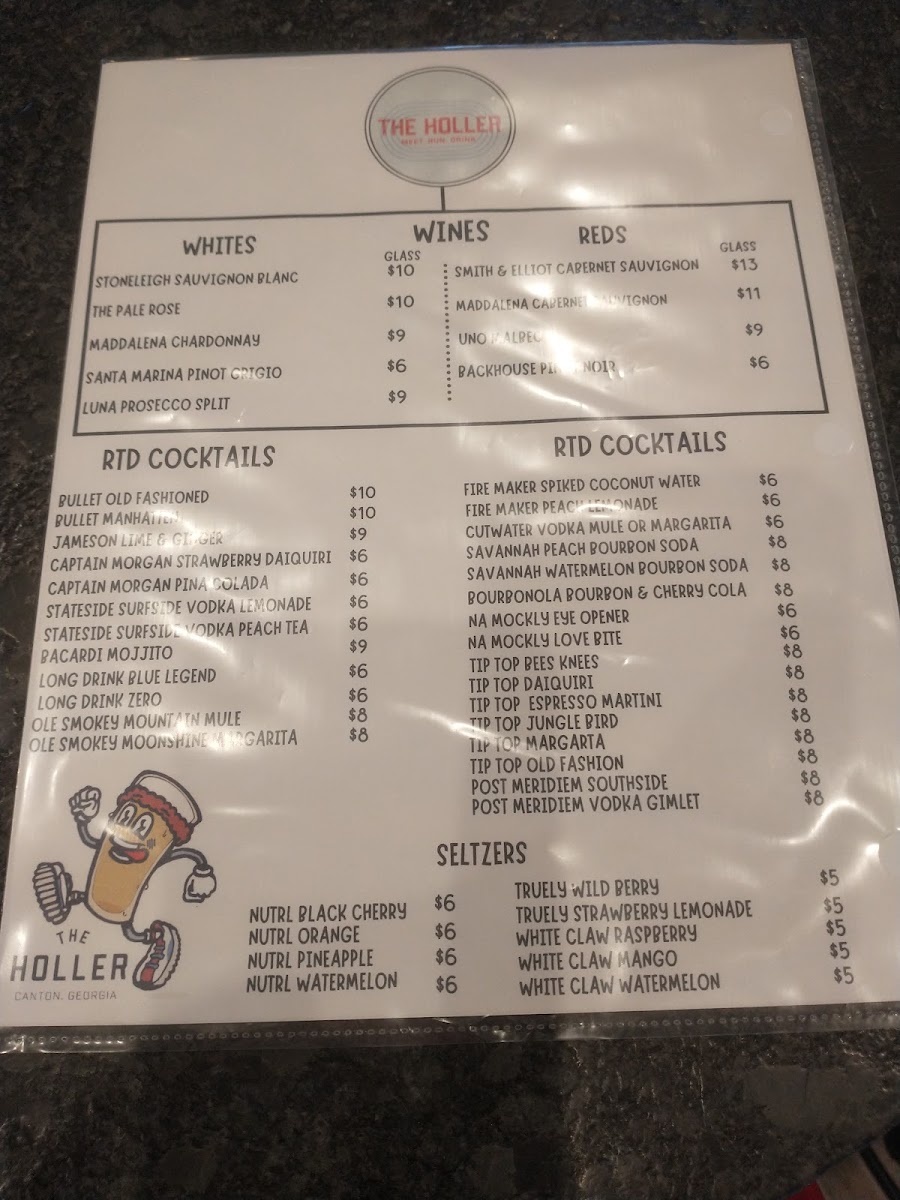 THE HOLLER
MEET RUN DRINK
WINES
WHITES
GLASS
STONELEIGH SAUVIGNON BLANC $10
THE PALE ROSE $10
MADDALENA CHARDONNAY $9
SANTA MARINA PINOT GRIGIO $6
LUNA PROSECCO SPLIT $9
REDS
GLASS
SMITH & ELLIOT CABERNET SAUVIGNON $13
MADDALENA CABERNET SAUVIGNON $11
UNO $9
BACKHOUSE PINOT NOIR $6
RTD COCKTAILS
BULLET OLD FASHIONED $10
BULLET MANHATTEN $10
JAMESON LIME & GINGER $9
CAPTAIN MORGAN STRAWBERRY DAIQUIRI $6
CAPTAIN MORGAN PINA COLADA $6
STATESIDE SURFSIDE VODKA LEMONADE $6
STATESIDE SURFSIDE VODKA PEACH TEA $6
BACARDI MOJJITO $9
LONG DRINK BLUE LEGEND $6
LONG DRINK ZERO $6
OLE SMOKEY MOUNTAIN MULE $8
OLE SMOKEY MOONSHINE MARGARITA $8
RTD COCKTAILS
FIRE MAKER SPIKED COCONUT WATER $6
FIRE MAKER PEACH LEMONADE $6
CUTWATER VODKA MULE OR MARGARITA $6
SAVANNAH PEACH BOURBON SODA $8
SAVANNAH WATERMELON BOURBON SODA $8
BOURBONOLA BOURBON & CHERRY COLA $8
NA MOCKLY EYE OPENER $6
NA MOCKLY LOVE BITE $6
TIP TOP BEES KNEES $8
TIP TOP DAIQUIRI $8
TIP TOP ESPRESSO MARTINI $8
TIP TOP JUNGLE BIRD $8
TIP TOP MARGARTA $8
TIP TOP OLD FASHION $8
POST MERIDIEM SOUTHSIDE $8
POST MERIDIEM VODKA GIMLET $8
SELTZERS
NUTRL BLACK CHERRY $6
NUTRL ORANGE $6
NUTRL PINEAPPLE $6
NUTRL WATERMELON $6
TRUELY WILD BERRY $5
TRUELY STRAWBERRY LEMONADE $5
WHITE CLAW RASPBERRY $5
WHITE CLAW MANGO $5
WHITE CLAW WATERMELON $5
THE
HOLLER
CANTON, GEORGIA